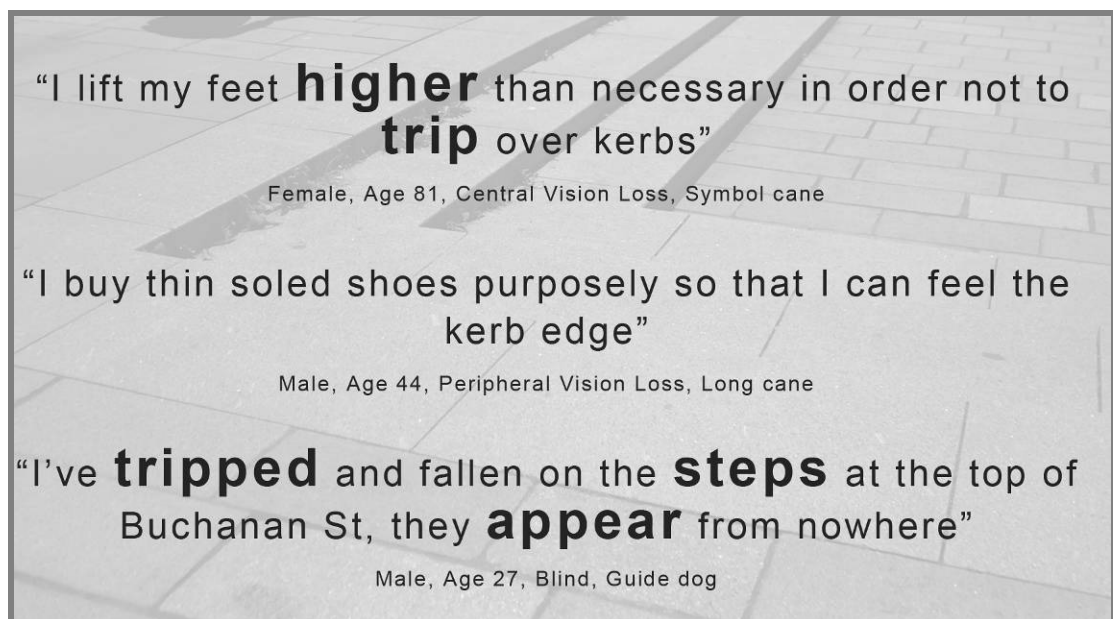 “I lift my feet higher than necessary in order not to
trip over kerbs”
Female, Age 81, Central Vision Loss, Symbol cane
“I buy thin soled shoes purposely so that I can feel the
kerb edge”
Male, Age 44, Peripheral Vision Loss, Long cane
“I’ve tripped and fallen on the steps at the top of
Buchanan St, they appear from nowhere”
Male, Age 27, Blind, Guide dog